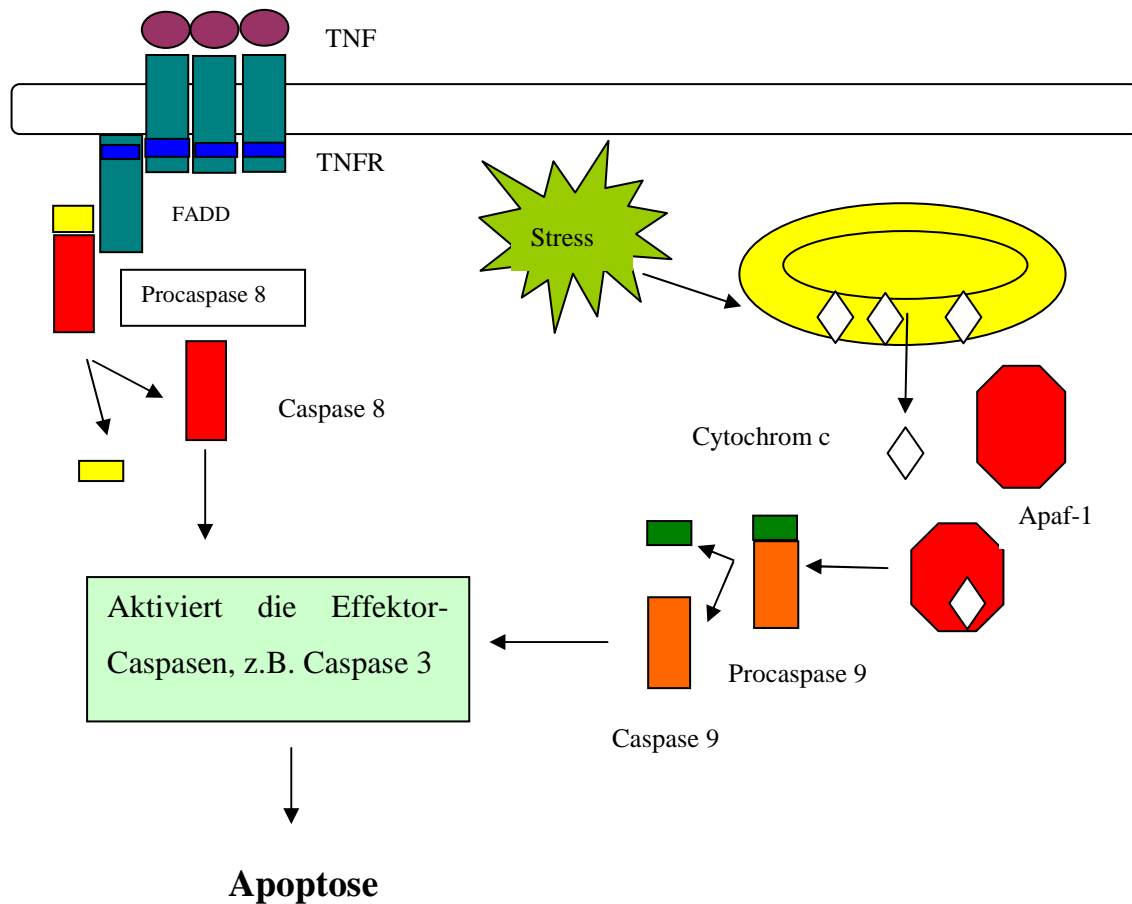 TNF
TNFR
FADD
Stress
Procaspase 8
Caspase 8
Cytochrom c
Apaf-1
Aktiviert die Effektor-
Caspasen, z.B. Caspase 3
Procaspase 9
Caspase 9
Apoptose